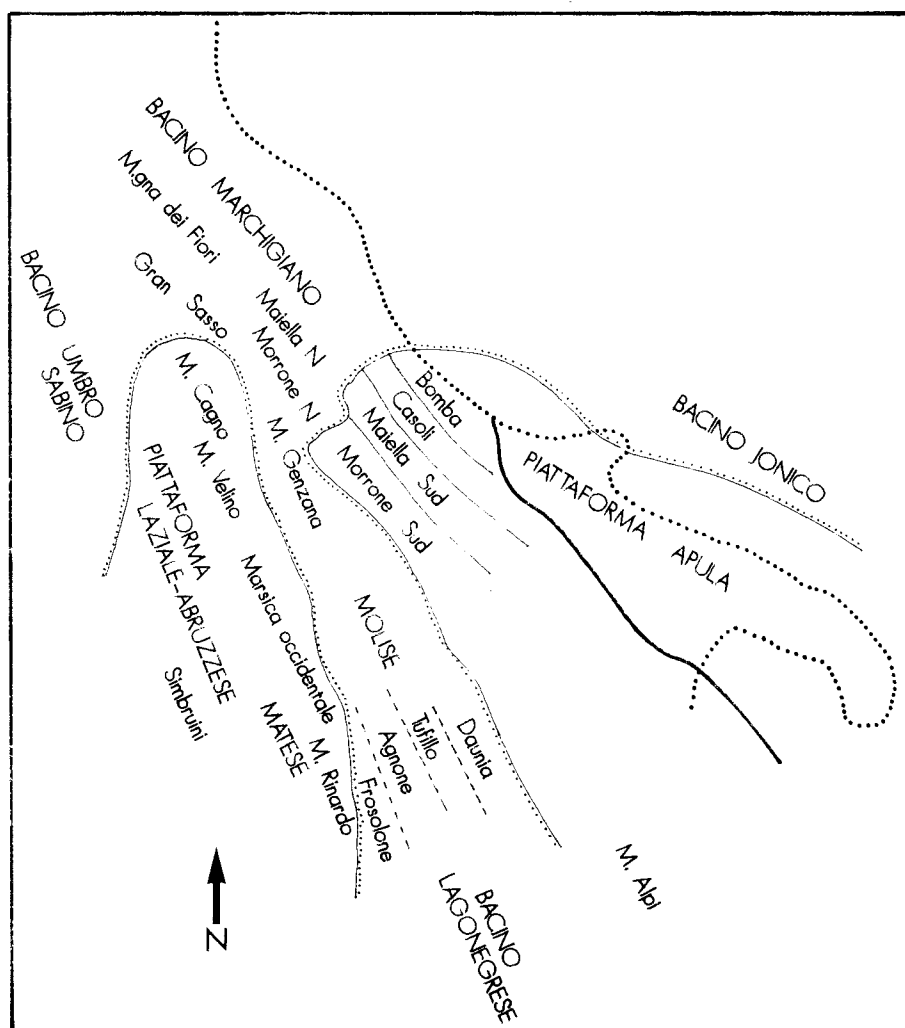 BACINO MARCHIGIANO
M.gna dei Fiori
Gran Sasso
BACINO UMBRO
SABINO
Maiella N
Morrone N
M. Genzana
M. Cagno
M. Velino
PIATTAFORMA
LAZIALE-ABRUZZESE
Simbruini
Marsica occidentale
MATESE
M. Rinardo
Bomba
Casoli
Maiella Sud
Morrone Sud
BACINO JONICO
PIATTAFORMA APULA
MOLISE
Daunia
Tufillo
Agnone
Frosolone
M. Alpi
BACINO
LAGONEGRESE
N